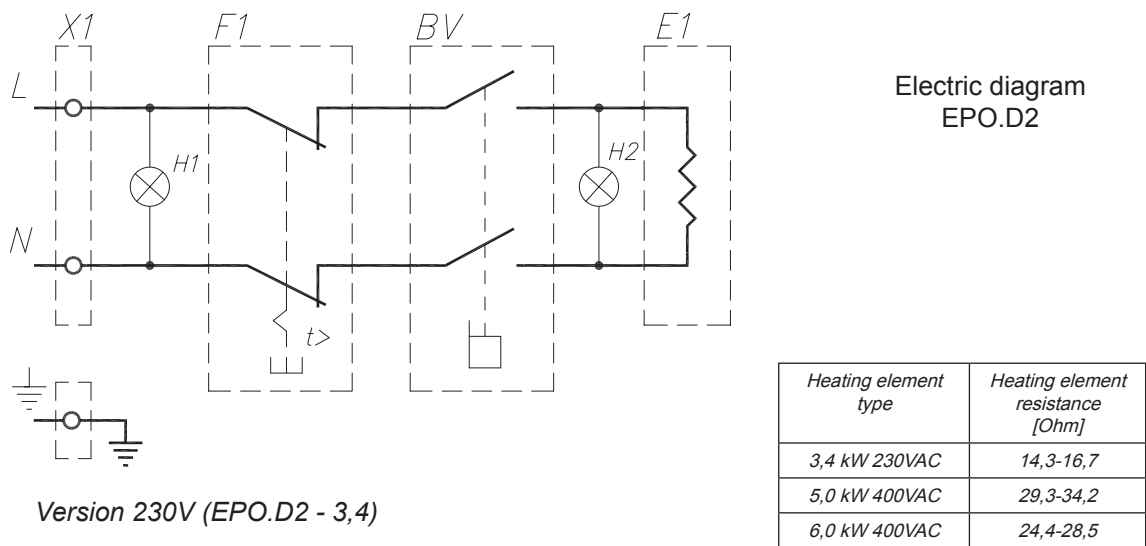 X1
F1
BV
E1
L
H1
H2
N
t>
Electric diagram
EPO.D2
Version 230V (EPO.D2 - 3,4)
Heating element
type
Heating element
resistance
[Ohm]
3,4 kW 230VAC
14,3-16,7
5,0 kW 400VAC
29,3-34,2
6,0 kW 400VAC
24,4-28,5